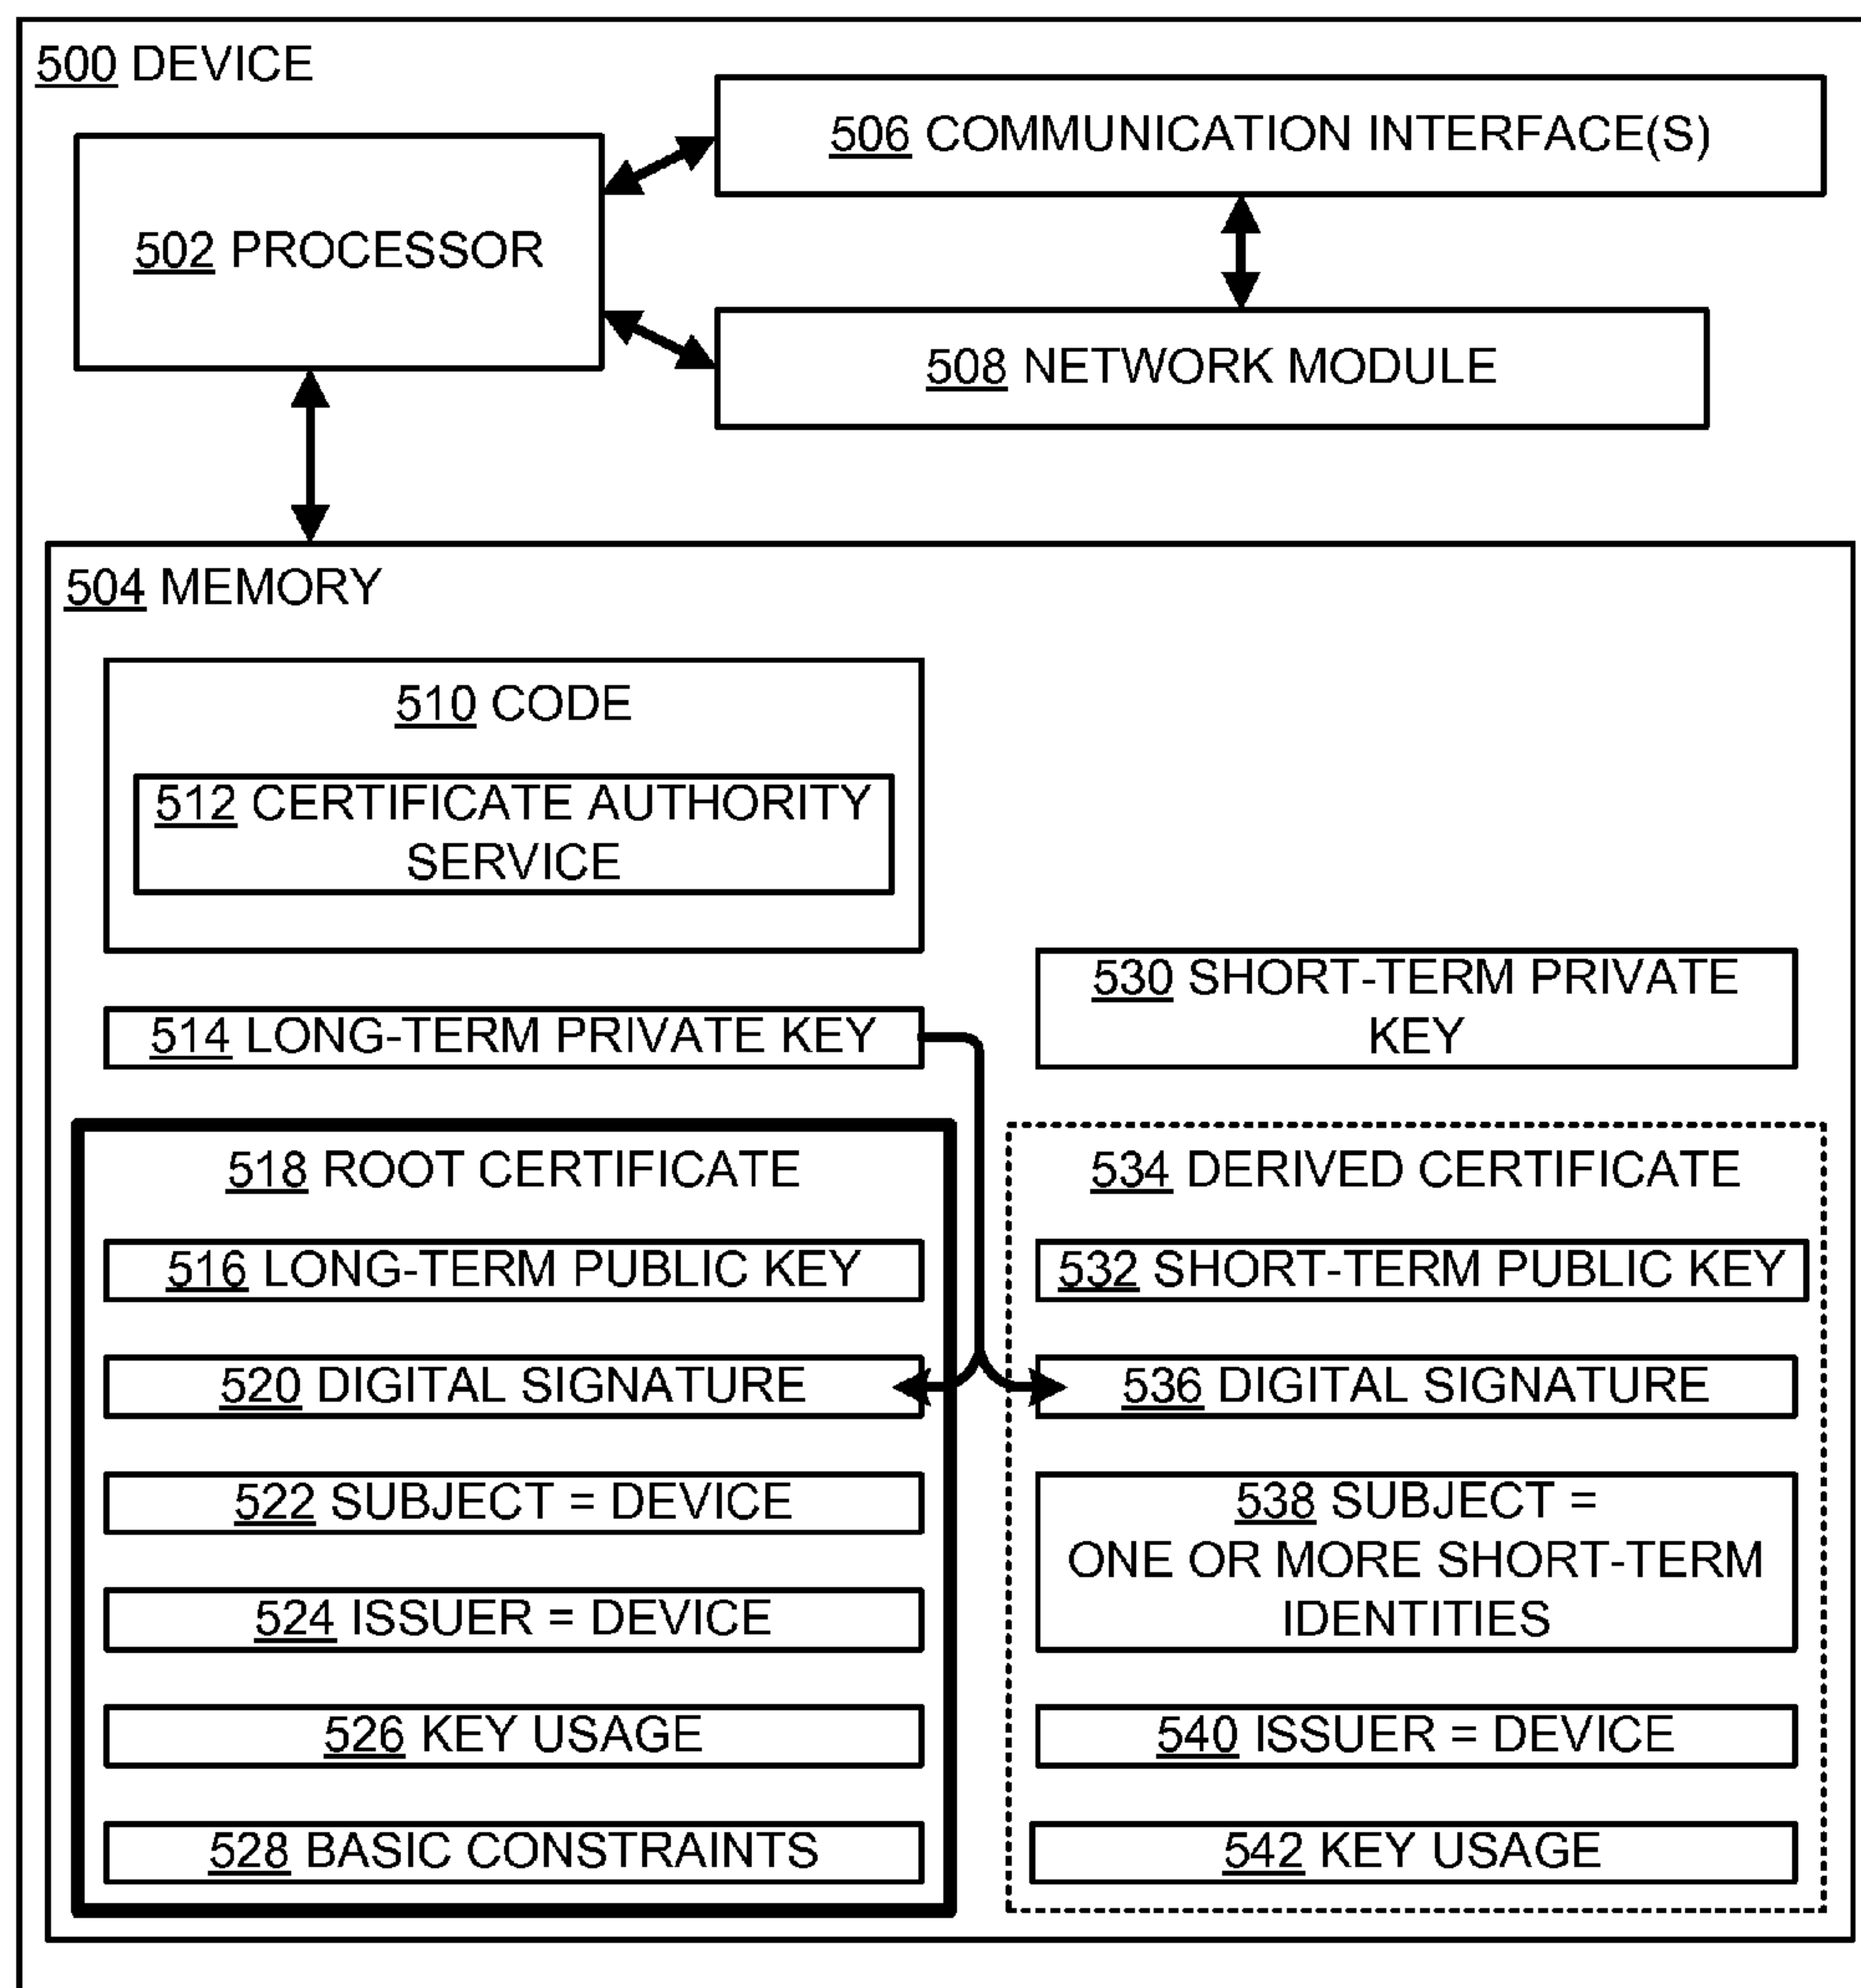 500 DEVICE
506 COMMUNICATION INTERFACE(S)
502 PROCESSOR
508 NETWORK MODULE
504 MEMORY
510 CODE
512 CERTIFICATE AUTHORITY
SERVICE
514 LONG-TERM PRIVATE KEY
530 SHORT-TERM PRIVATE
KEY
518 ROOT CERTIFICATE
516 LONG-TERM PUBLIC KEY
520 DIGITAL SIGNATURE
522 SUBJECT = DEVICE
524 ISSUER = DEVICE
526 KEY USAGE
528 BASIC CONSTRAINTS
534 DERIVED CERTIFICATE
532 SHORT-TERM PUBLIC KEY
536 DIGITAL SIGNATURE
538 SUBJECT =
ONE OR MORE SHORT-TERM
IDENTITIES
540 ISSUER = DEVICE
542 KEY USAGE